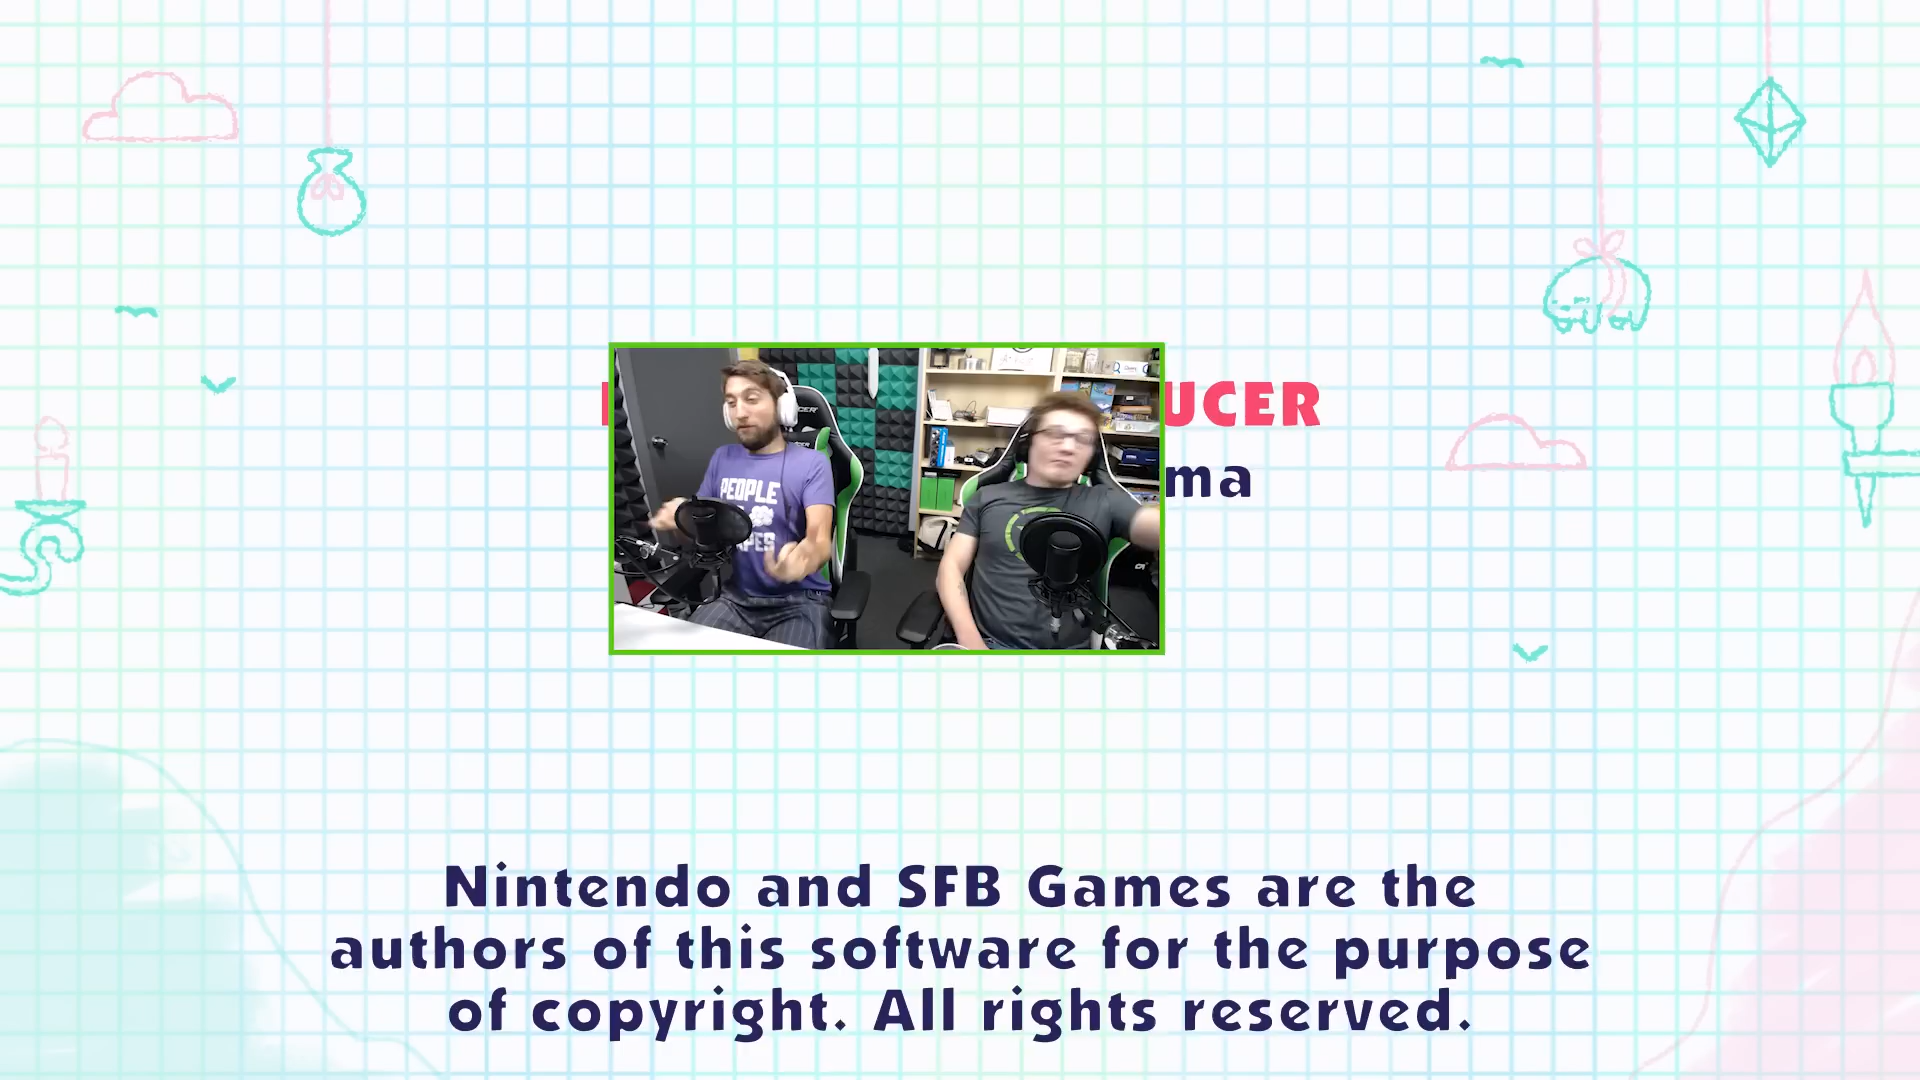 UCER
ma
PEOPLE
Nintendo and SFB Games are the
authors of this software for the purpose
of copyright. All rights reserved.